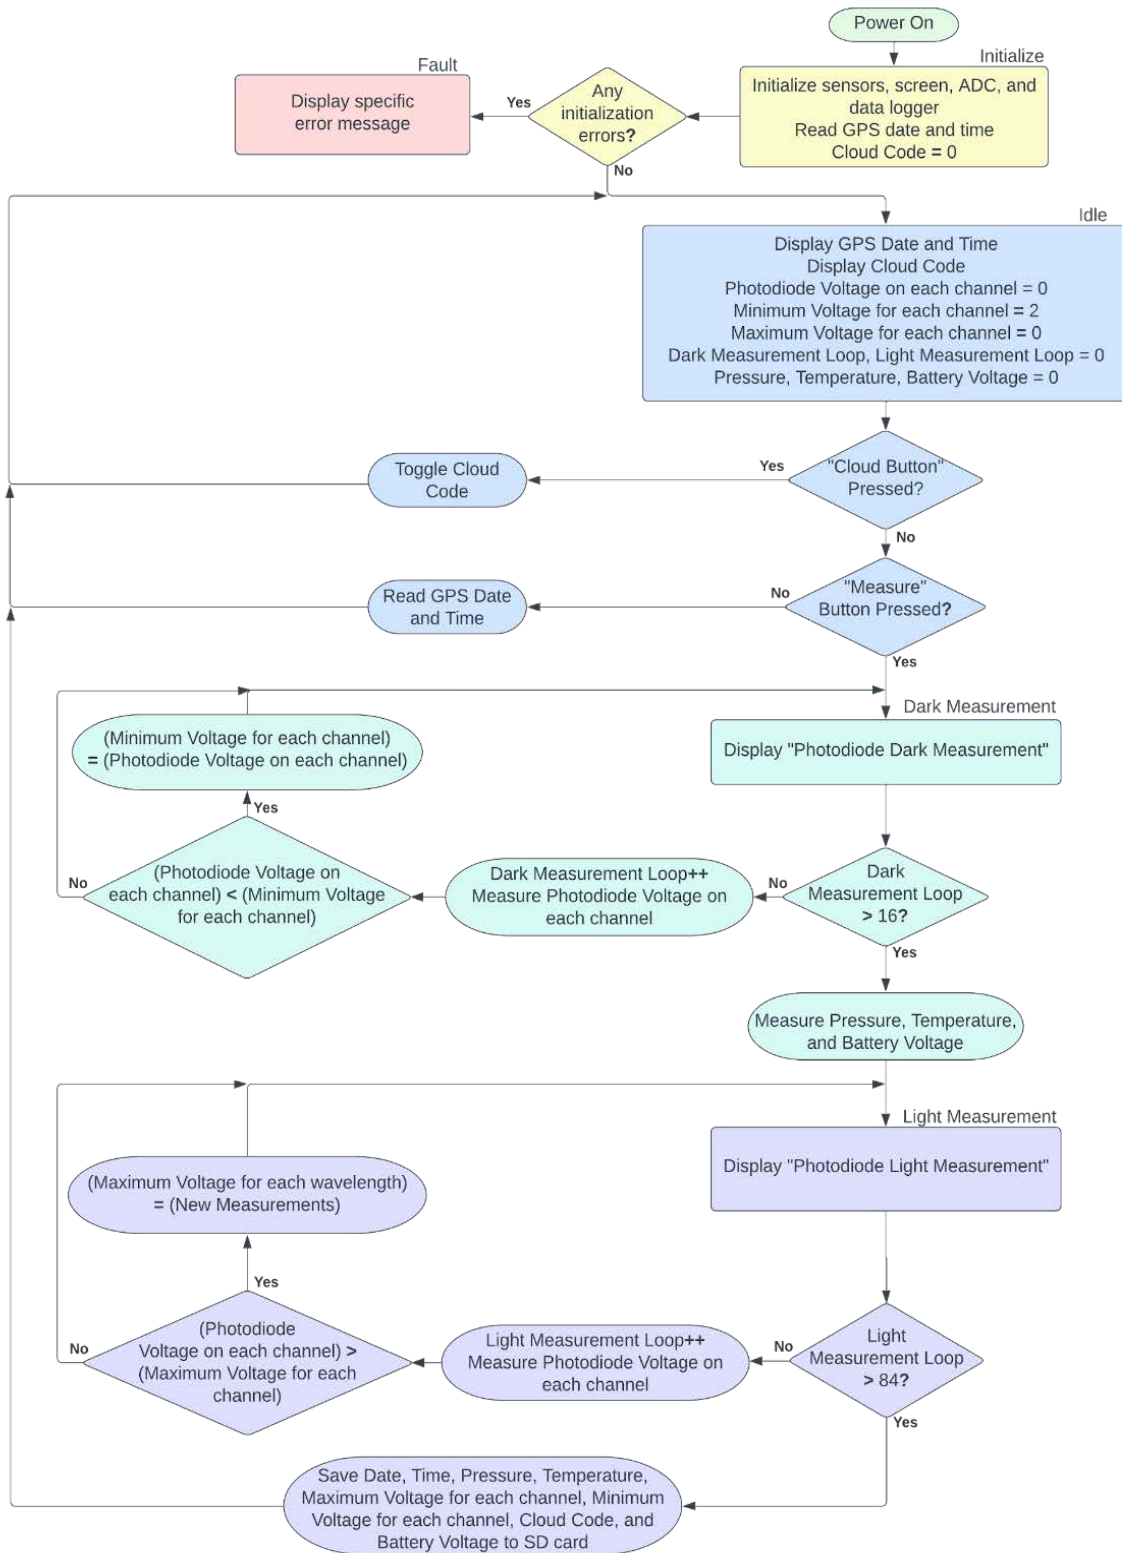 Power On
Initialize
Initialize sensors, screen, ADC, and
data logger
Read GPS date and time
Cloud Code = 0
Any
initialization
errors?
Yes
Fault
Display specific
error message
No
Idle
Display GPS Date and Time
Display Cloud Code
Photodiode Voltage on each channel = 0
Minimum Voltage for each channel = 2
Maximum Voltage for each channel = 0
Dark Measurement Loop, Light Measurement Loop = 0
Pressure, Temperature, Battery Voltage = 0
"Cloud Button"
Pressed?
Yes
Toggle Cloud
Code
No
"Measure"
Button Pressed?
No
Read GPS Date
and Time
Yes
Dark Measurement
Display "Photodiode Dark Measurement"
Dark
Measurement Loop
> 16?
No
Dark Measurement Loop++
Measure Photodiode Voltage on
each channel
(Photodiode Voltage on
each channel) < (Minimum Voltage
for each channel)
No
Yes
(Minimum Voltage for each channel)
= (Photodiode Voltage on each channel)
Yes
Measure Pressure, Temperature,
and Battery Voltage
Light Measurement
Display "Photodiode Light Measurement"
Light
Measurement Loop
> 84?
No
Light Measurement Loop++
Measure Photodiode Voltage on
each channel
(Photodiode
Voltage on each channel) >
(Maximum Voltage for each
channel)
No
Yes
(Maximum Voltage for each wavelength)
= (New Measurements)
Yes
Save Date, Time, Pressure, Temperature,
Maximum Voltage for each channel, Minimum
Voltage for each channel, Cloud Code, and
Battery Voltage to SD card